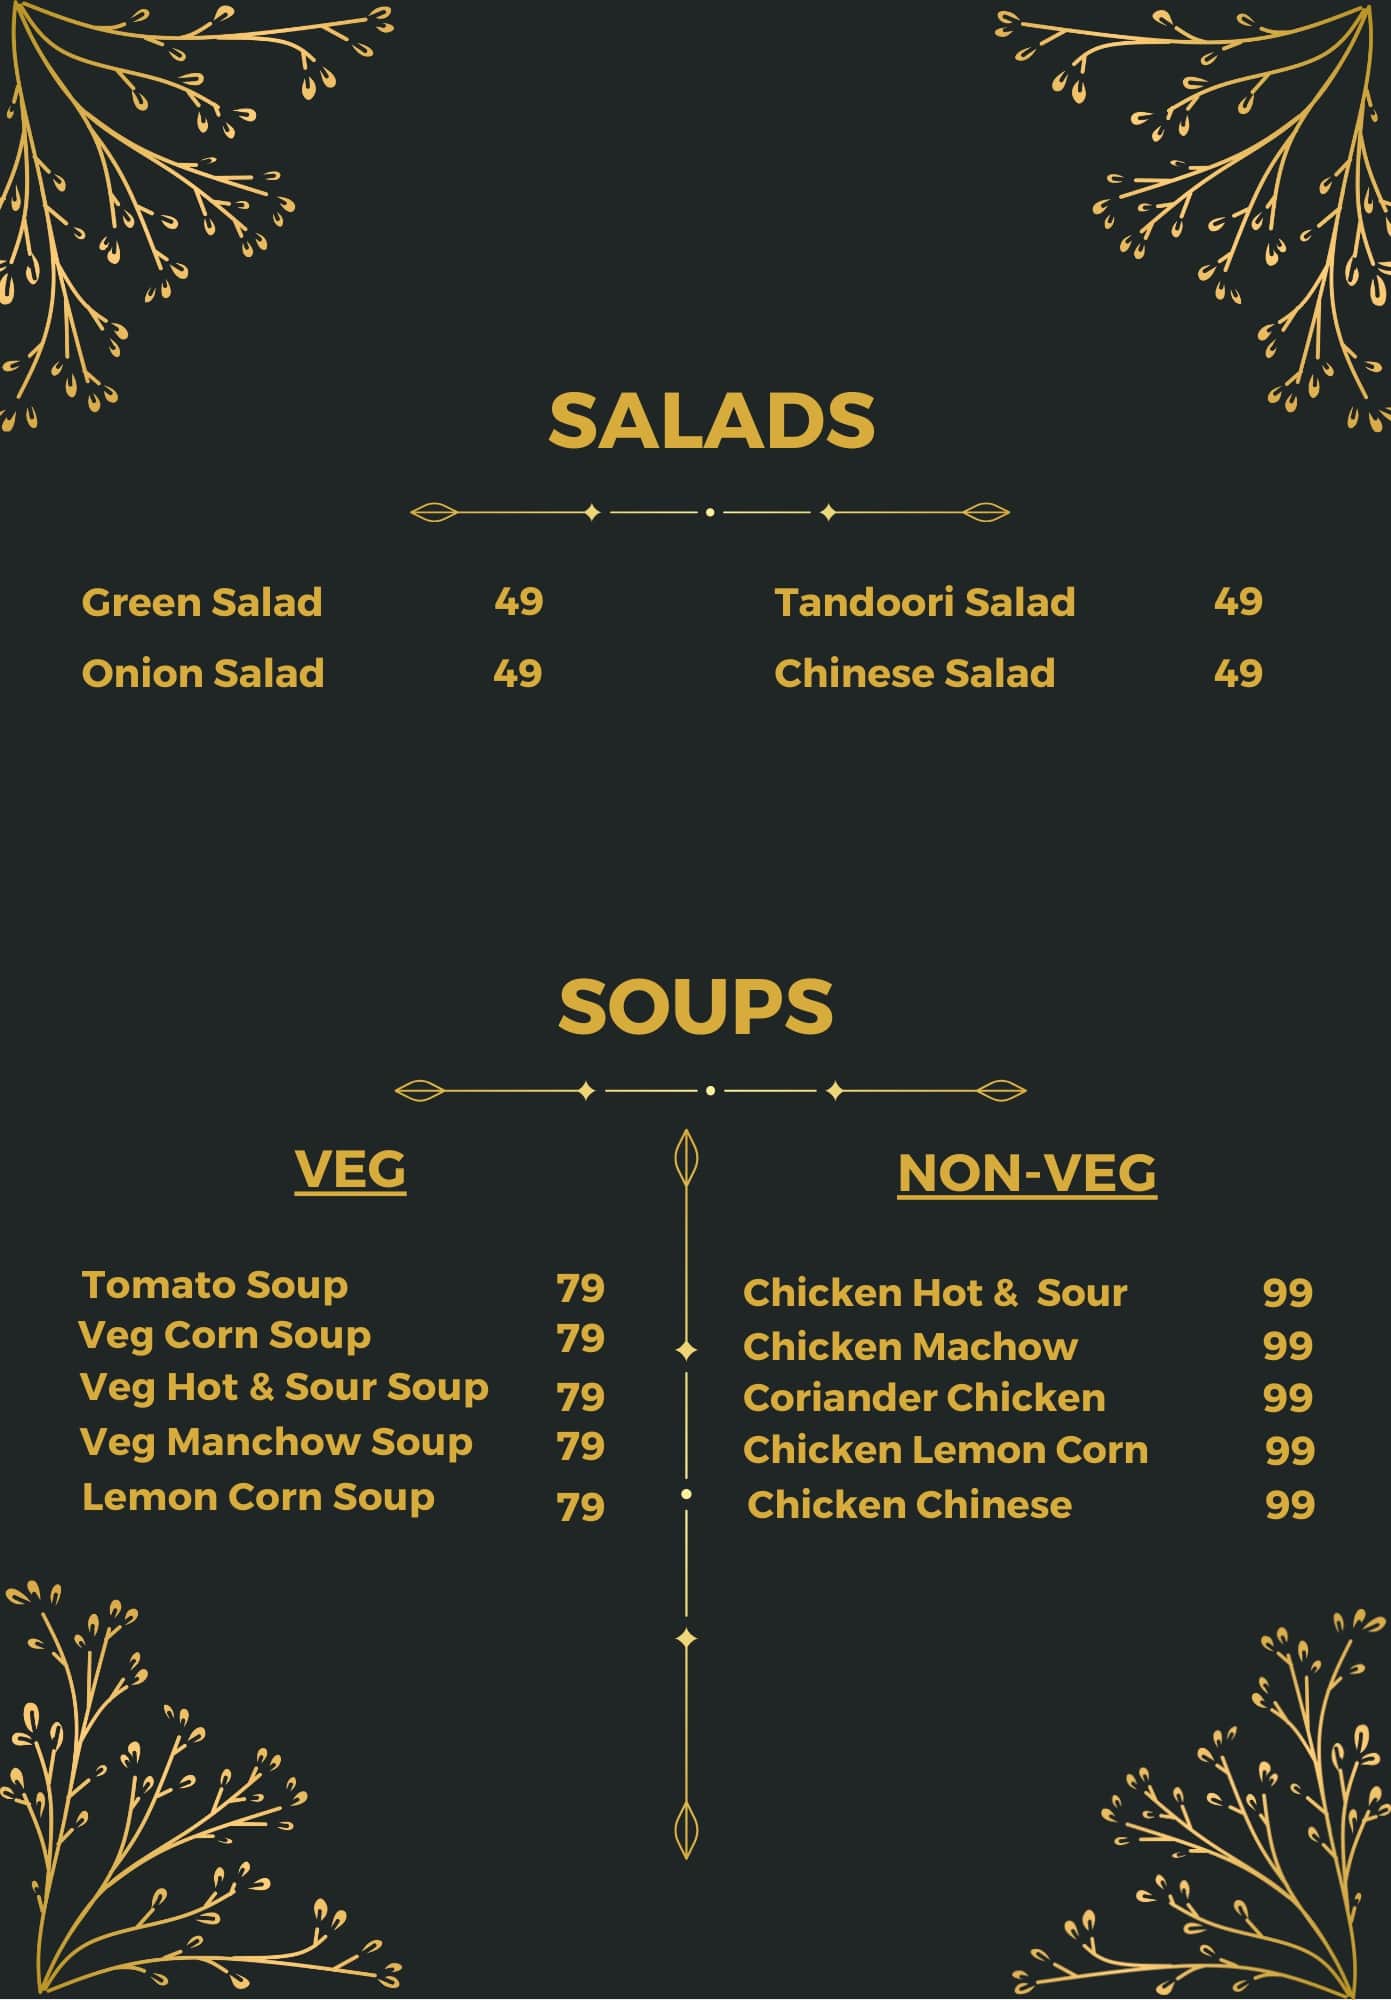 SALADS
Green Salad 49 Tandoori Salad 49
Onion Salad 49 Chinese Salad 49
SOUPS
VEG
Tomato Soup 79
Veg Corn Soup 79
Veg Hot & Sour Soup 79
Veg Manchow Soup 79
Lemon Corn Soup 79
NON-VEG
Chicken Hot & Sour 99
Chicken Machow 99
Coriander Chicken 99
Chicken Lemon Corn 99
Chicken Chinese 99